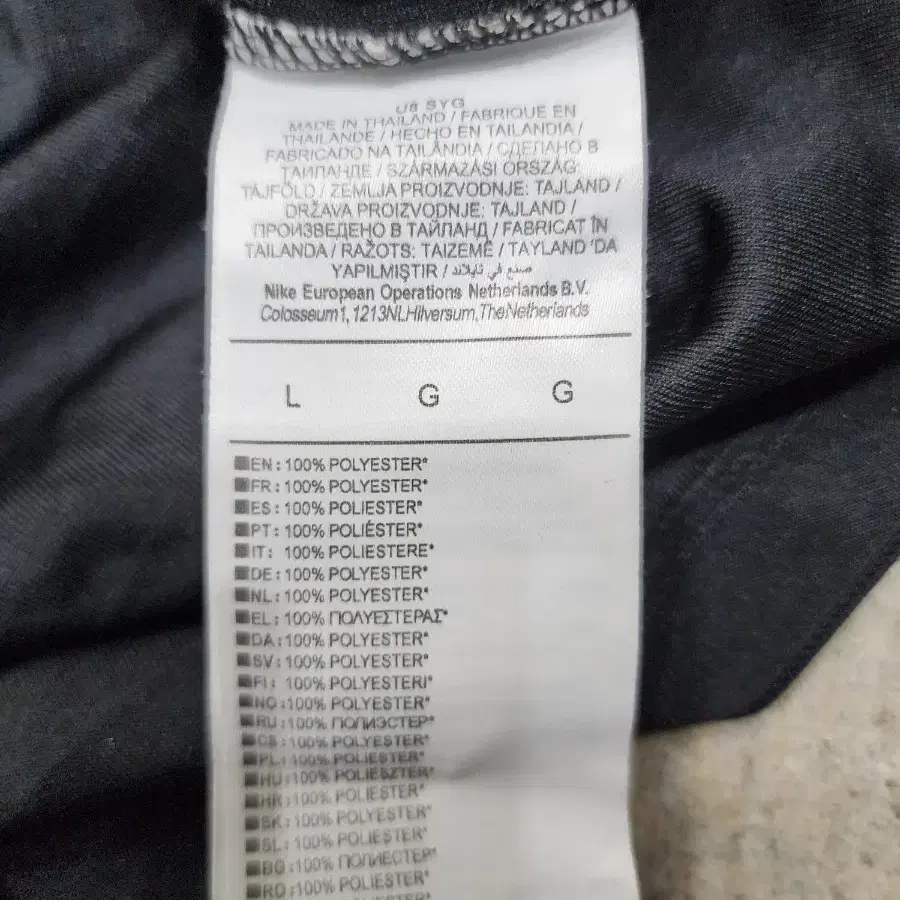 U8 SYG
MADE IN THAILAND / FABRIQUE EN
THAILANDE / HECHO EN TAILANDIA /
FABRICADO NA TAILÂNDIA / СДЕЛАНО В
ТАИЛАНДЕ / SZÁRMAZÁSI ORSZÁG:
TÁJFÖLD / ZEMLJA PROIZVODNJE: TAJLAND /
DRŽAVA PROIZVODNJE: TAJLAND /
ПРОИЗВЕДЕНО В ТАЙЛАНД / FABRICAT ÎN
TAILANDA / RAŽOTS: TAIZEMĒ / TAYLAND 'DA
YAPILMIŞTIR / صنع في تايلاند
Nike European Operations Netherlands B.V.
Colosseum1, 1213NLHilversum,TheNetherlands
L G G
EN: 100% POLYESTER*
FR: 100% POLYESTER*
ES: 100% POLIESTER*
PT: 100% POLIÉSTER*
IT: 100% POLIESTERE*
DE: 100% POLYESTER*
NL: 100% POLYESTER*
EL: 100% ΠΟΛΥΕΣΤΕΡΑΣ*
DA: 100% POLYESTER*
SV: 100% POLYESTER*
FI: 100% POLYESTERI*
NO: 100% POLYESTER*
RU: 100% ПОЛИЭСТЕР*
CS: 100% POLYESTER*
PL: 100% POLIESTER*
HU: 100% POLIESZTER*
HR: 100% POLIESTER*
SK: 100% POLYESTER*
SL: 100% POLIESTER*
BG: 100% ПОЛИЕСТЕР*
RO: 100% POLIESTER*